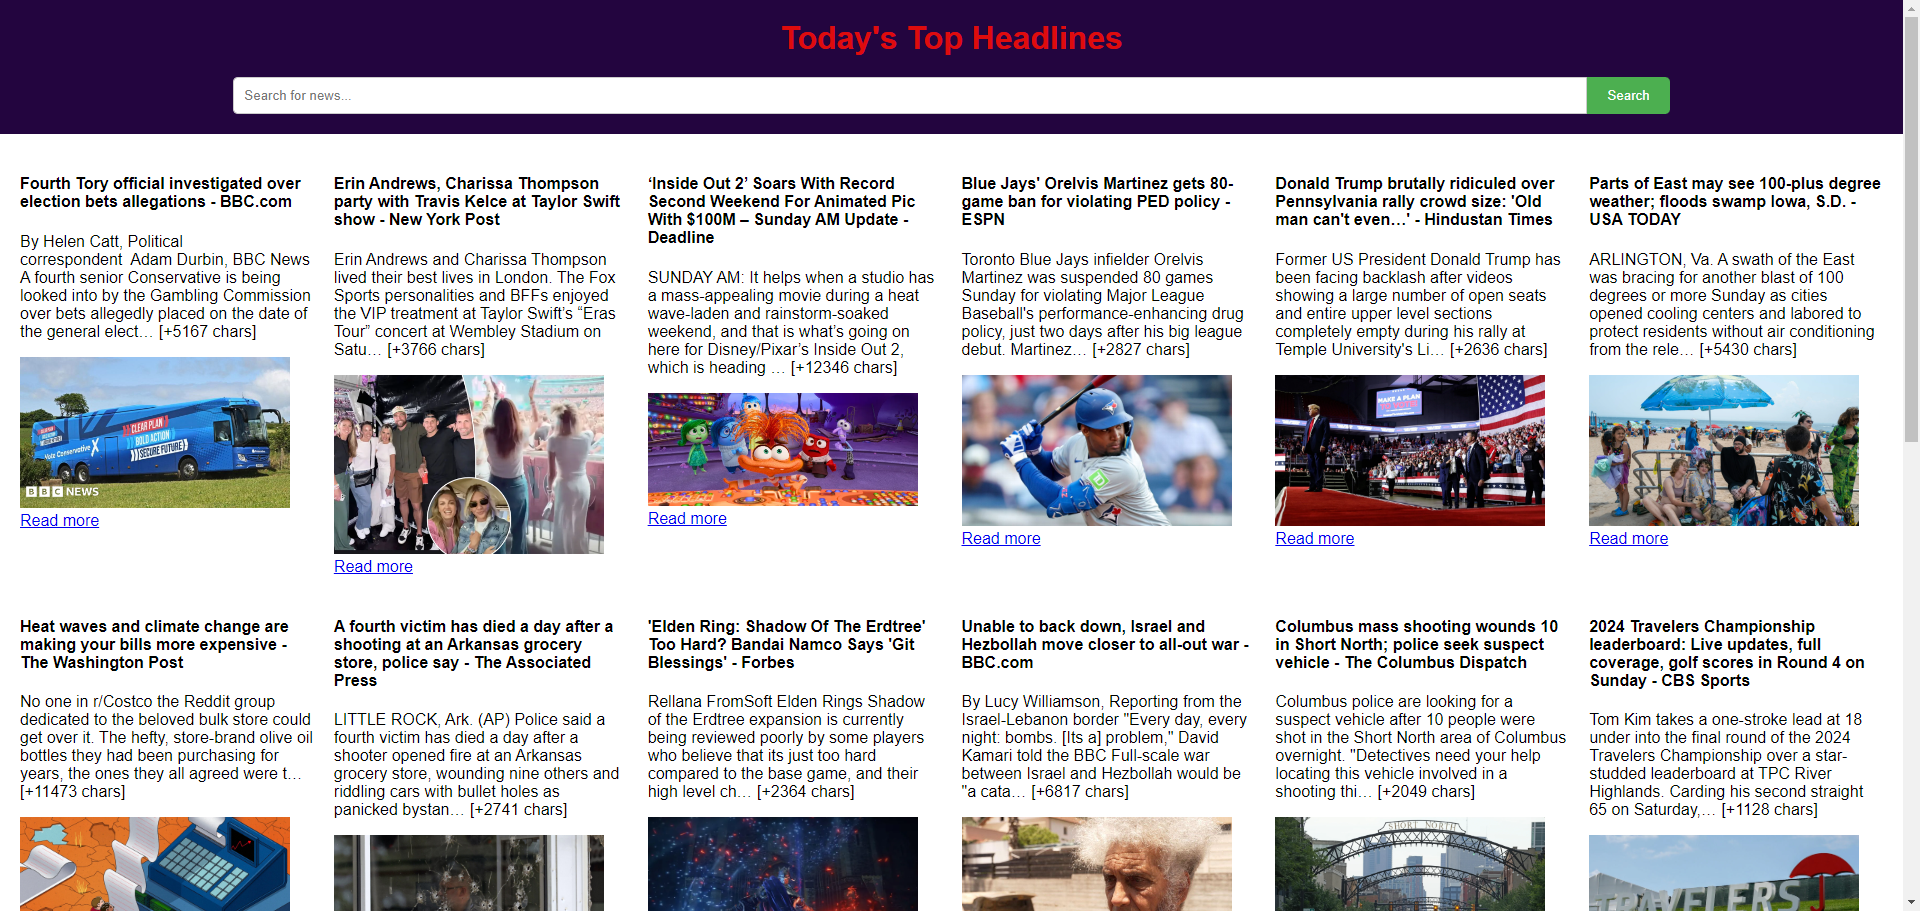 Today's Top Headlines
Search for news...
Search
Fourth Tory official investigated over
election bets allegations - BBC.com
By Helen Catt, Political
correspondent  Adam Durbin, BBC News
A fourth senior Conservative is being
looked into by the Gambling Commission
over bets allegedly placed on the date of
the general elect… [+5167 chars]
CLEAR PLAN
BOLD ACTION
SECURE FUTURE
Vote Conservative
BBC NEWS
Read more
Erin Andrews, Charissa Thompson
party with Travis Kelce at Taylor Swift
show - New York Post
Erin Andrews and Charissa Thompson
lived their best lives in London. The Fox
Sports personalities and BFFs enjoyed
the VIP treatment at Taylor Swift’s “Eras
Tour” concert at Wembley Stadium on
Satu… [+3766 chars]
Read more
‘Inside Out 2’ Soars With Record
Second Weekend For Animated Pic
With $100M – Sunday AM Update -
Deadline
SUNDAY AM: It helps when a studio has
a mass-appealing movie during a heat
wave-laden and rainstorm-soaked
weekend, and that is what’s going on
here for Disney/Pixar’s Inside Out 2,
which is heading … [+12346 chars]
Read more
Blue Jays' Orelvis Martinez gets 80-
game ban for violating PED policy -
ESPN
Toronto Blue Jays infielder Orelvis
Martinez was suspended 80 games
Sunday for violating Major League
Baseball's performance-enhancing drug
policy, just two days after his big league
debut. Martinez… [+2827 chars]
Read more
Donald Trump brutally ridiculed over
Pennsylvania rally crowd size: 'Old
man can't even…' - Hindustan Times
Former US President Donald Trump has
been facing backlash after videos
showing a large number of open seats
and entire upper level sections
completely empty during his rally at
Temple University's Li… [+2636 chars]
MAKE A PLAN
Read more
Parts of East may see 100-plus degree
weather; floods swamp Iowa, S.D. -
USA TODAY
ARLINGTON, Va. A swath of the East
was bracing for another blast of 100
degrees or more Sunday as cities
opened cooling centers and labored to
protect residents without air conditioning
from the rele… [+5430 chars]
Read more
Heat waves and climate change are
making your bills more expensive -
The Washington Post
No one in r/Costco the Reddit group
dedicated to the beloved bulk store could
get over it. The hefty, store-brand olive oil
bottles they had been purchasing for
years, the ones they all agreed were t…
[+11473 chars]
A fourth victim has died a day after a
shooting at an Arkansas grocery
store, police say - The Associated
Press
LITTLE ROCK, Ark. (AP) Police said a
fourth victim has died a day after a
shooter opened fire at an Arkansas
grocery store, wounding nine others and
riddling cars with bullet holes as
panicked bystan… [+2741 chars]
'Elden Ring: Shadow Of The Erdtree'
Too Hard? Bandai Namco Says 'Git
Blessings' - Forbes
Rellana FromSoft Elden Rings Shadow
of the Erdtree expansion is currently
being reviewed poorly by some players
who believe that its just too hard
compared to the base game, and their
high level ch… [+2364 chars]
Unable to back down, Israel and
Hezbollah move closer to all-out war -
BBC.com
By Lucy Williamson, Reporting from the
Israel-Lebanon border "Every day, every
night: bombs. [Its a] problem," David
Kamari told the BBC Full-scale war
between Israel and Hezbollah would be
"a cata… [+6817 chars]
Columbus mass shooting wounds 10
in Short North; police seek suspect
vehicle - The Columbus Dispatch
Columbus police are looking for a
suspect vehicle after 10 people were
shot in the Short North area of Columbus
overnight. "Detectives need your help
locating this vehicle involved in a
shooting thi… [+2049 chars]
SHORT NORTH
2024 Travelers Championship
leaderboard: Live updates, full
coverage, golf scores in Round 4 on
Sunday - CBS Sports
Tom Kim takes a one-stroke lead at 18
under into the final round of the 2024
Travelers Championship over a star-
studded leaderboard at TPC River
Highlands. Carding his second straight
65 on Saturday,… [+1128 chars]
TRAVELERS